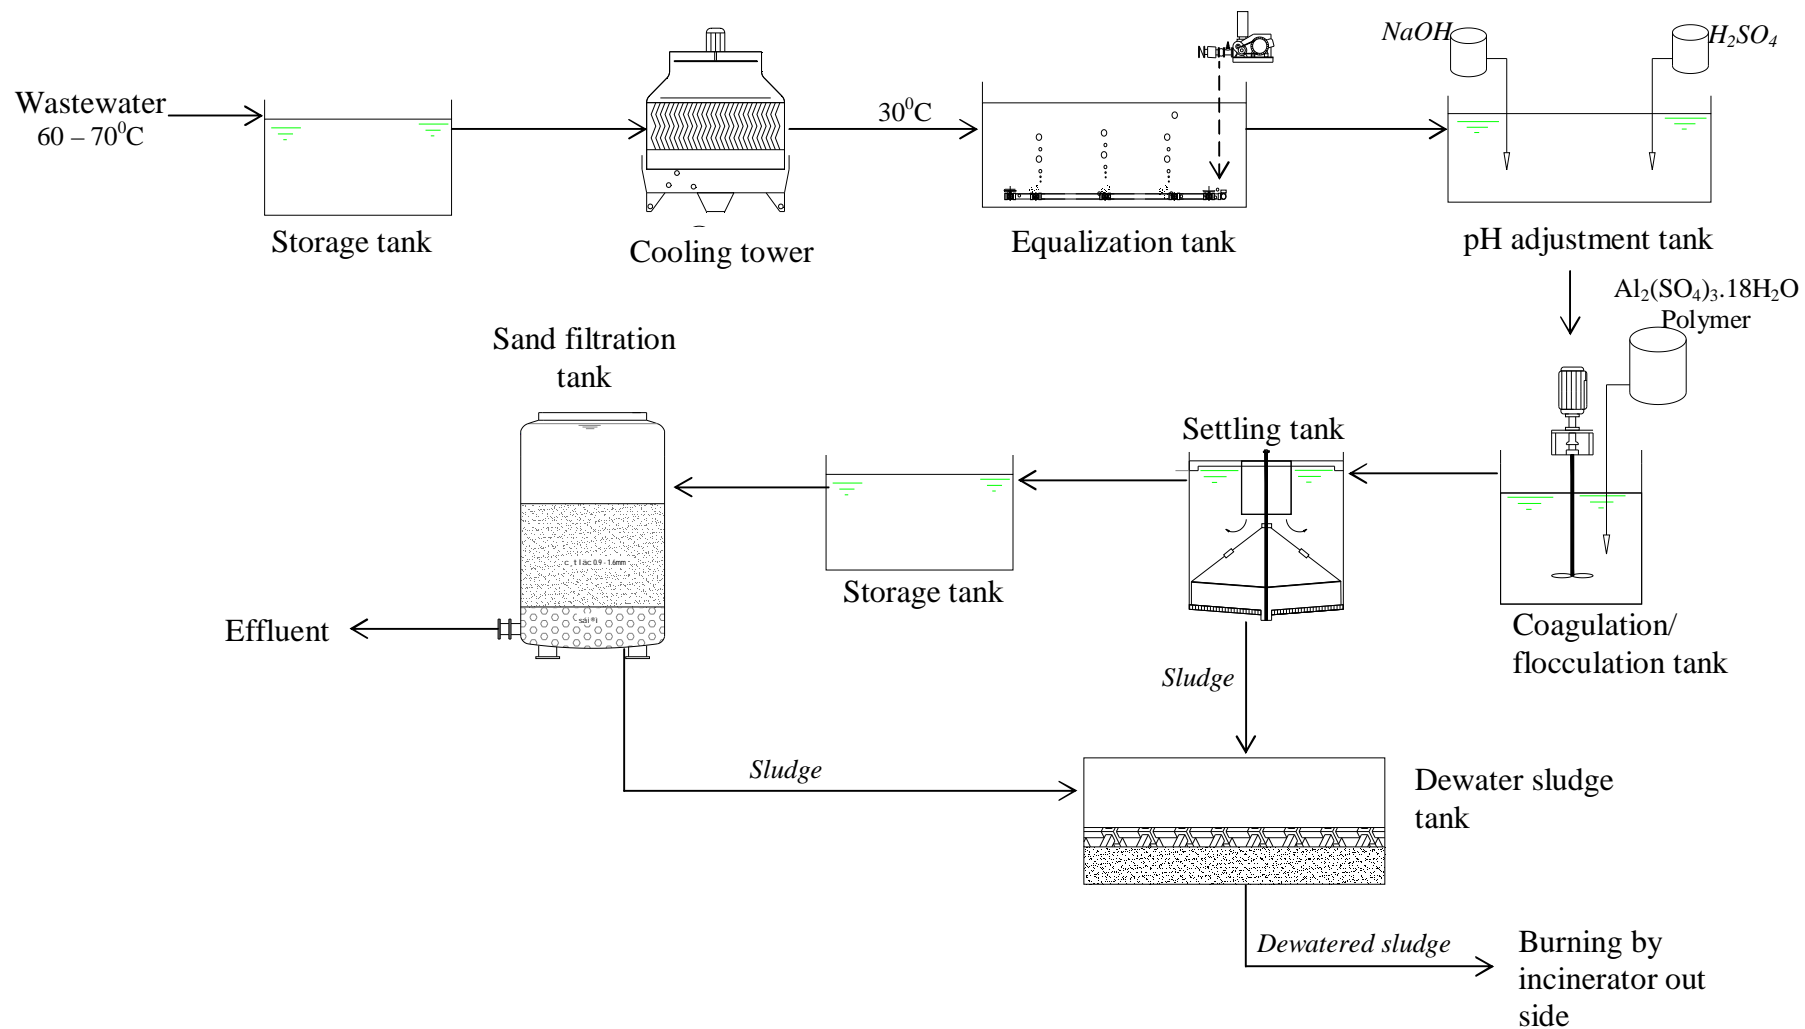 NaOH
H₂SO₄
Wastewater
60 – 70⁰C
30⁰C
Storage tank
Cooling tower
Equalization tank
pH adjustment tank
Al₂(SO₄)₃.18H₂O
Polymer
Sand filtration
tank
Settling tank
Storage tank
Coagulation/
flocculation tank
Effluent
Sludge
Sludge
Dewater sludge
tank
Dewatered sludge
Burning by
incinerator out
side